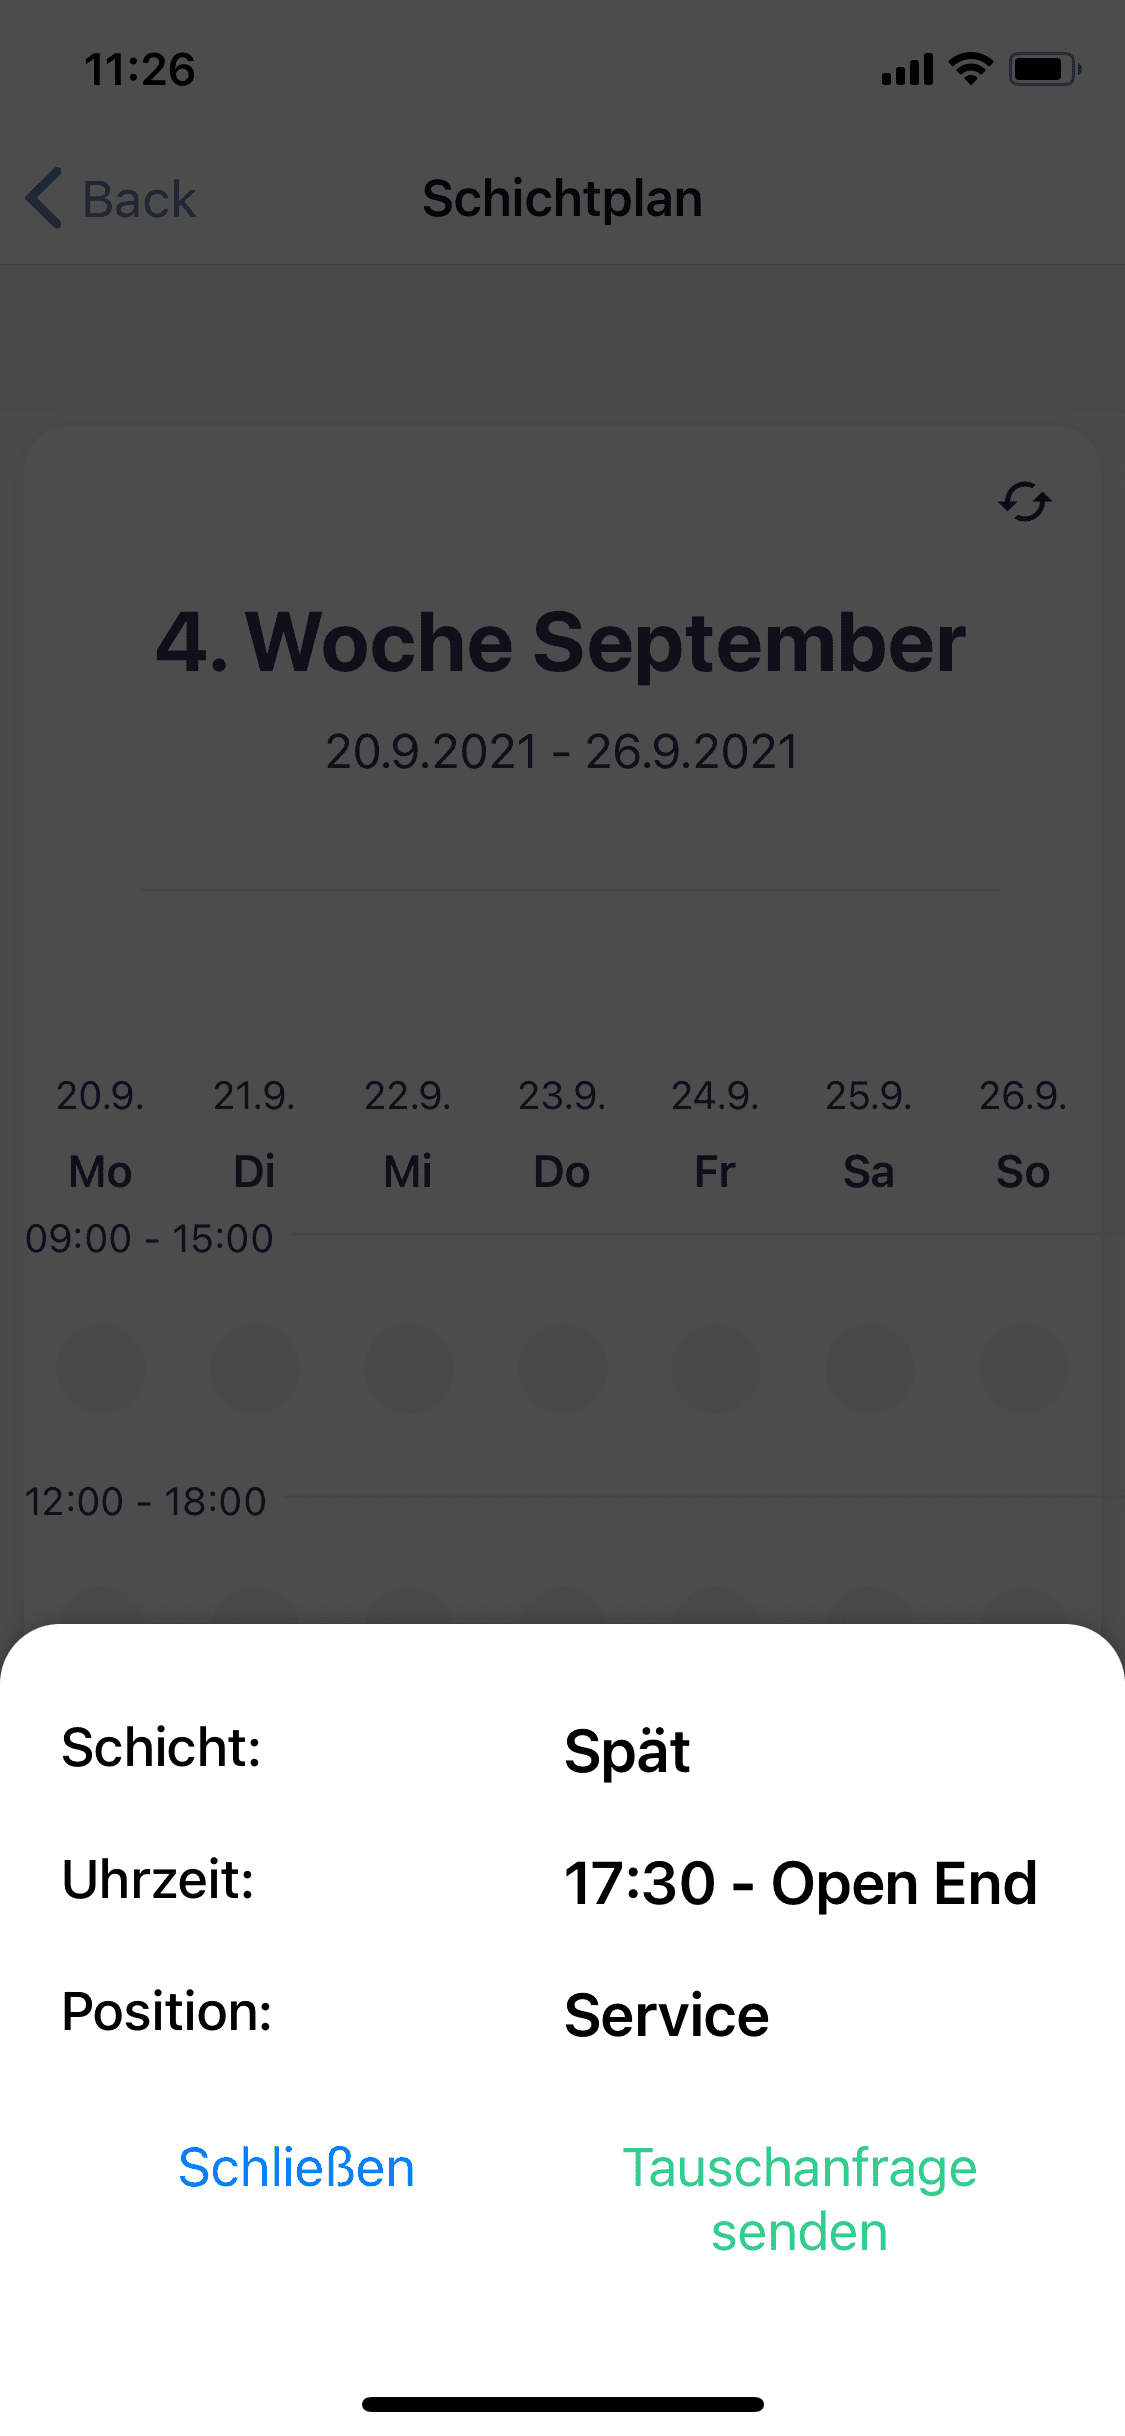 11:26
Back
Schichtplan
4. Woche September
20.9.2021 - 26.9.2021
20.9. 21.9. 22.9. 23.9. 24.9. 25.9. 26.9.
Mo Di Mi Do Fr Sa So
09:00 - 15:00
12:00 - 18:00
Schicht: Spät
Uhrzeit: 17:30 - Open End
Position: Service
Schließen Tauschanfrage
senden